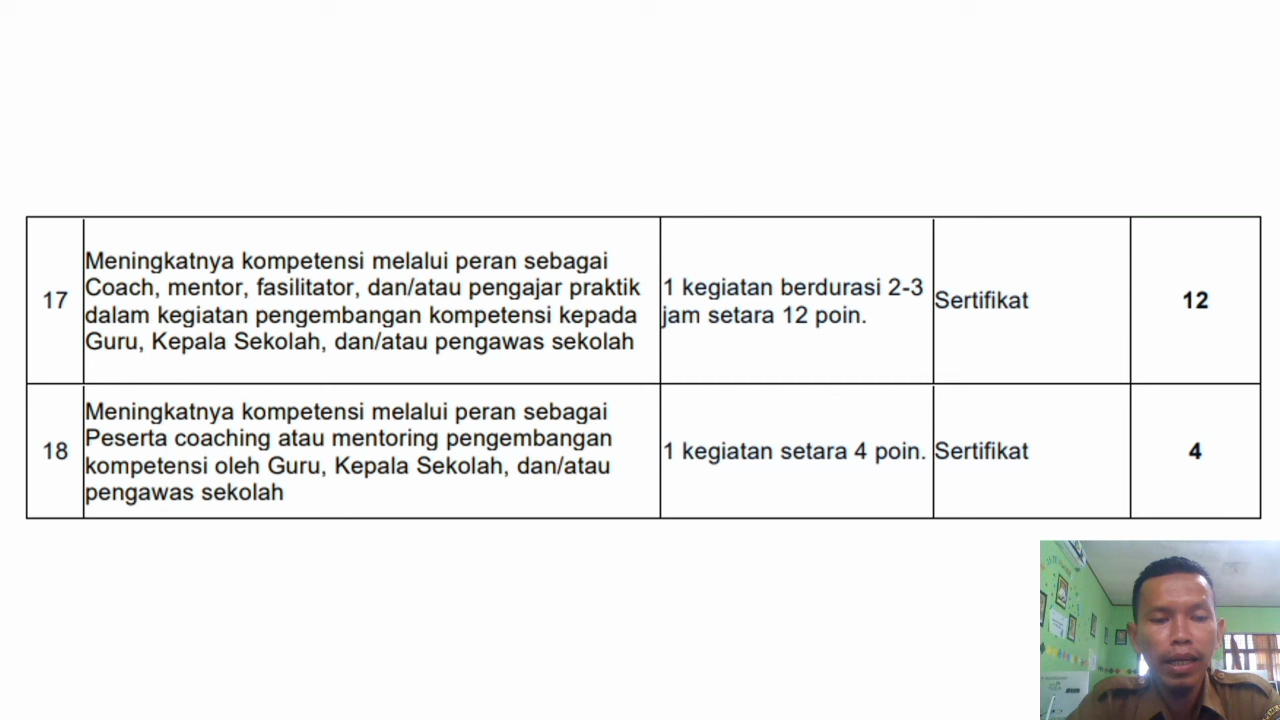 17
Meningkatnya kompetensi melalui peran sebagai
Coach, mentor, fasilitator, dan/atau pengajar praktik
dalam kegiatan pengembangan kompetensi kepada
Guru, Kepala Sekolah, dan/atau pengawas sekolah
1 kegiatan berdurasi 2-3
jam setara 12 poin.
Sertifikat
12
18
Meningkatnya kompetensi melalui peran sebagai
Peserta coaching atau mentoring pengembangan
kompetensi oleh Guru, Kepala Sekolah, dan/atau
pengawas sekolah
1 kegiatan setara 4 poin.
Sertifikat
4